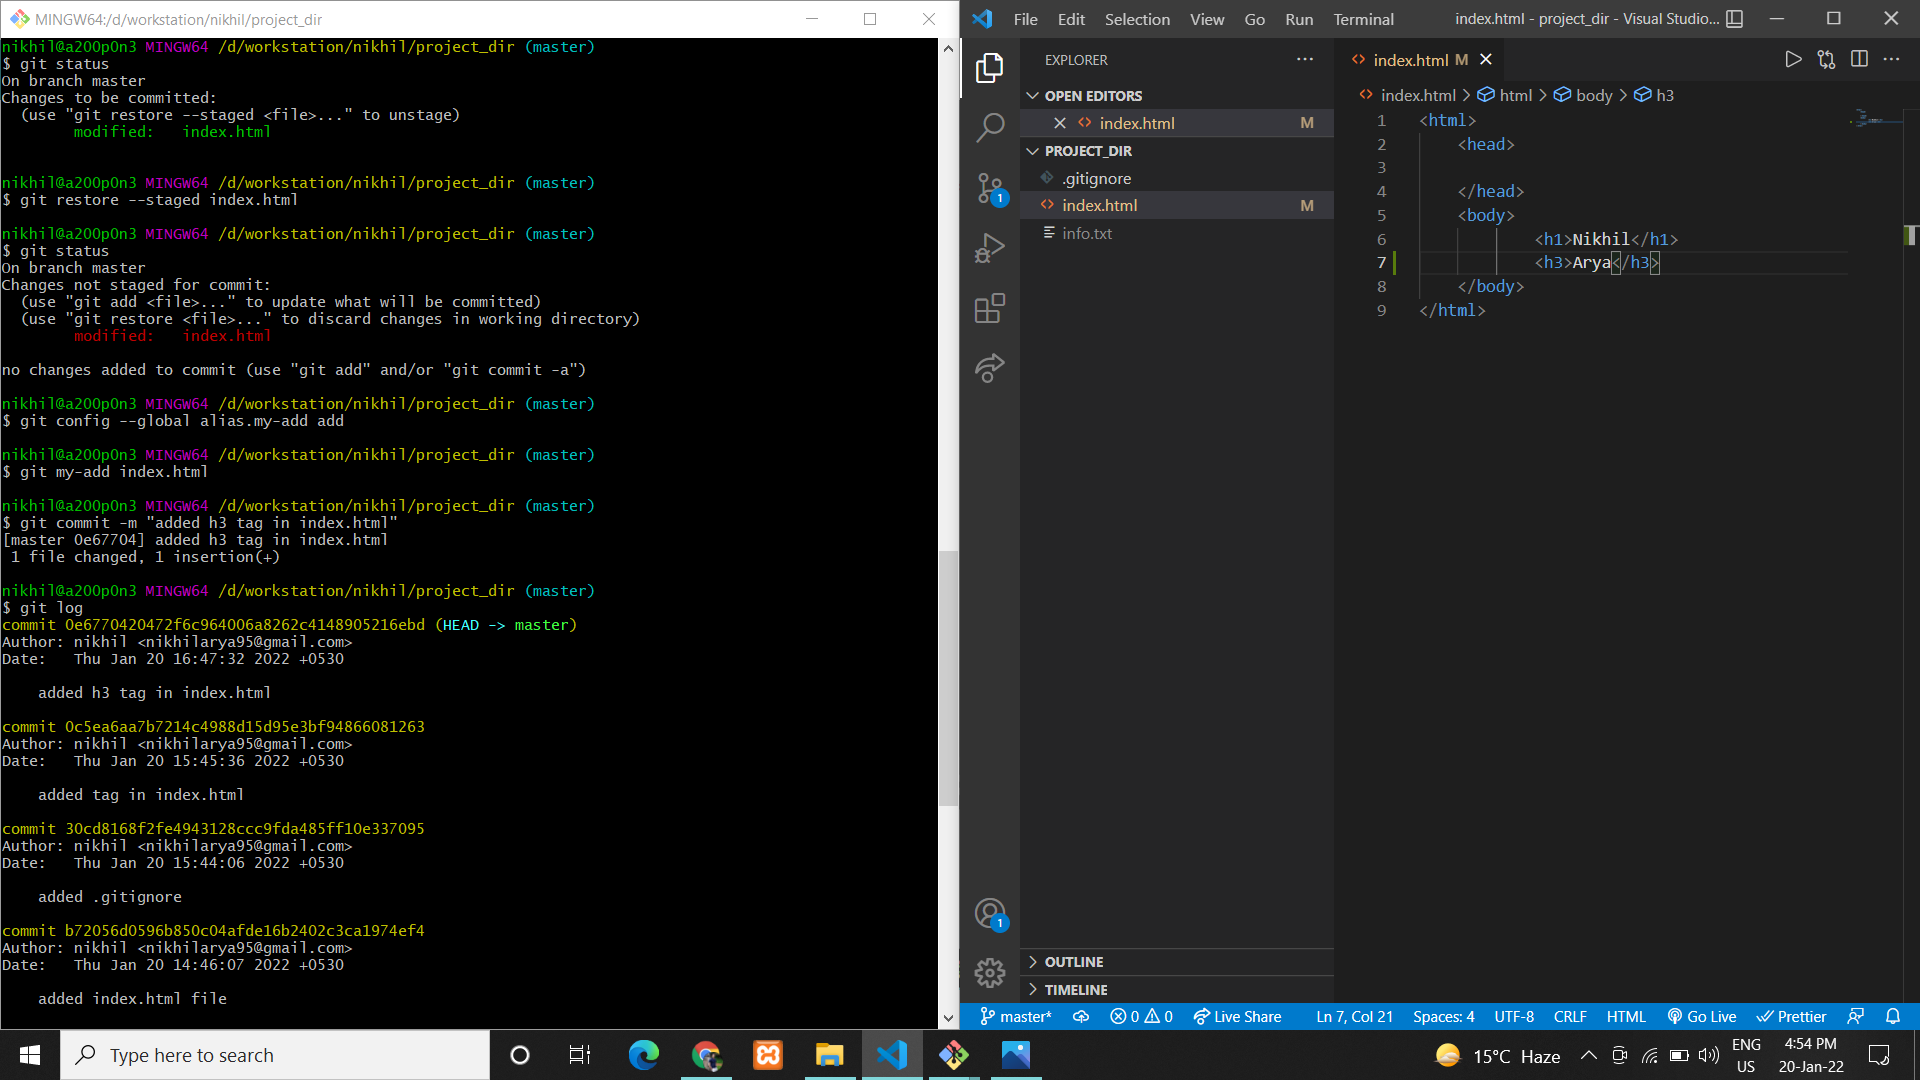 MINGW64:/d/workstation/nikhil/project_dir
nikhil@a200p0n3 MINGW64 /d/workstation/nikhil/project_dir (master)
$ git status
On branch master
Changes to be committed:
  (use "git restore --staged <file>..." to unstage)
        modified:   index.html
nikhil@a200p0n3 MINGW64 /d/workstation/nikhil/project_dir (master)
$ git restore --staged index.html
nikhil@a200p0n3 MINGW64 /d/workstation/nikhil/project_dir (master)
$ git status
On branch master
Changes not staged for commit:
  (use "git add <file>..." to update what will be committed)
  (use "git restore <file>..." to discard changes in working directory)
        modified:   index.html
no changes added to commit (use "git add" and/or "git commit -a")
nikhil@a200p0n3 MINGW64 /d/workstation/nikhil/project_dir (master)
$ git config --global alias.my-add add
nikhil@a200p0n3 MINGW64 /d/workstation/nikhil/project_dir (master)
$ git my-add index.html
nikhil@a200p0n3 MINGW64 /d/workstation/nikhil/project_dir (master)
$ git commit -m "added h3 tag in index.html"
[master 0e67704] added h3 tag in index.html
 1 file changed, 1 insertion(+)
nikhil@a200p0n3 MINGW64 /d/workstation/nikhil/project_dir (master)
$ git log
commit 0e6770420472f6c964006a8262c4148905216ebd (HEAD -> master)
Author: nikhil <nikhilarya95@gmail.com>
Date:   Thu Jan 20 16:47:32 2022 +0530
    added h3 tag in index.html
commit 0c5ea6aa7b7214c4988d15d95e3bf94866081263
Author: nikhil <nikhilarya95@gmail.com>
Date:   Thu Jan 20 15:45:36 2022 +0530
    added tag in index.html
commit 30cd8168f2fe4943128ccc9fda485ff10e337095
Author: nikhil <nikhilarya95@gmail.com>
Date:   Thu Jan 20 15:44:06 2022 +0530
    added .gitignore
commit b72056d0596b850c04afde16b2402c3ca1974ef4
Author: nikhil <nikhilarya95@gmail.com>
Date:   Thu Jan 20 14:46:07 2022 +0530
    added index.html file
File Edit Selection View Go Run Terminal index.html - project_dir - Visual Studio...
EXPLORER
OPEN EDITORS
index.html M
PROJECT_DIR
.gitignore
index.html M
info.txt
1
1
OUTLINE
TIMELINE
index.html M
index.html > html > body > h3
1 <html>
2     <head>
3
4     </head>
5     <body>
6             <h1>Nikhil</h1>
7             <h3>Arya</h3>
8     </body>
9 </html>
master* 0 0 Live Share Ln 7, Col 21 Spaces: 4 UTF-8 CRLF HTML Go Live Prettier
Type here to search
15°C Haze
ENG
US
4:54 PM
20-Jan-22